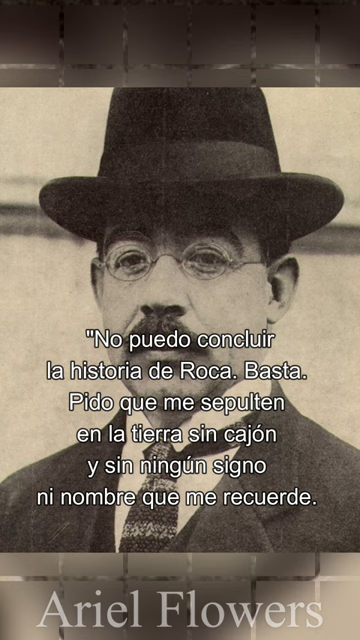 "No puedo concluir
la historia de Roca. Basta.
Pido que me sepulten
en la tierra sin cajón
y sin ningún signo
ni nombre que me recuerde.
Ariel Flowers